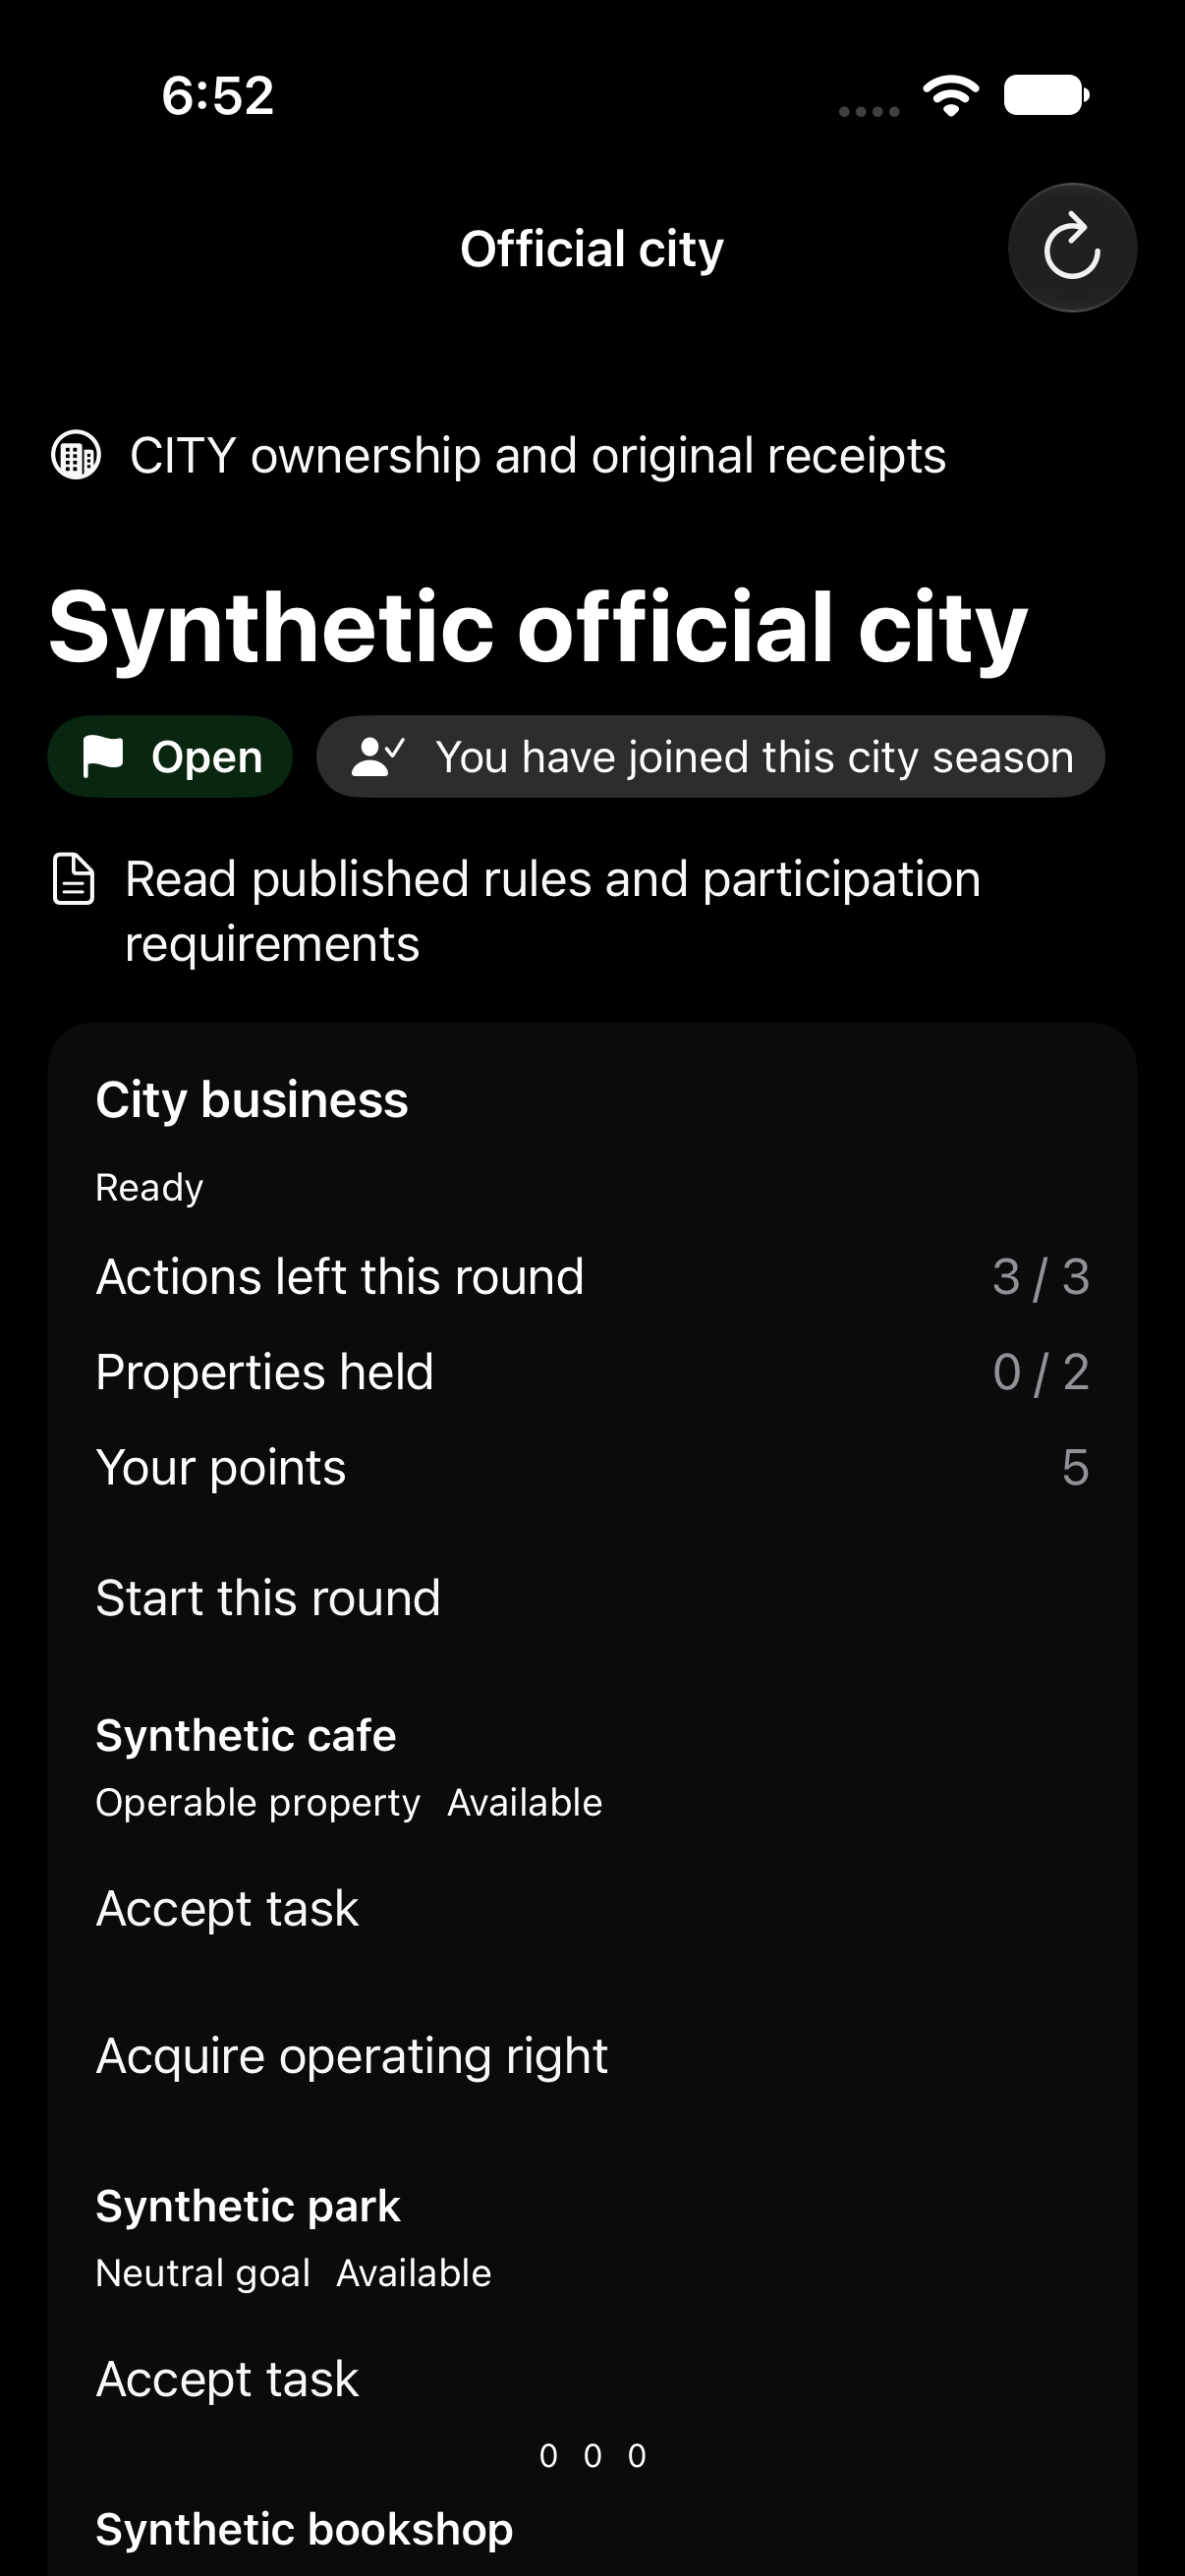 6:52
Official city
CITY ownership and original receipts
Synthetic official city
Open
You have joined this city season
Read published rules and participation
requirements
City business
Ready
Actions left this round 3 / 3
Properties held 0 / 2
Your points 5
Start this round
Synthetic cafe
Operable property Available
Accept task
Acquire operating right
Synthetic park
Neutral goal Available
Accept task
0 0 0
Synthetic bookshop